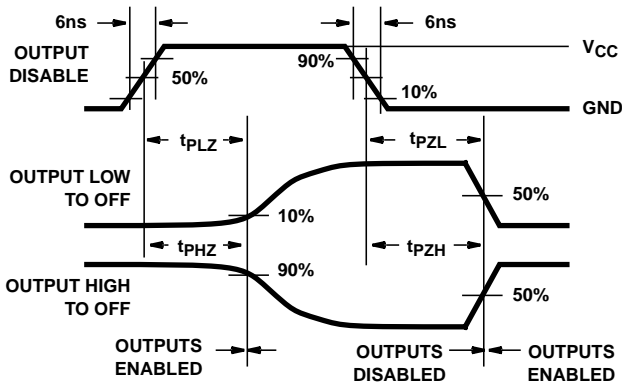 6ns
6ns
OUTPUT
DISABLE
90%
50%
10%
VCC
GND
tPLZ
tPZL
OUTPUT LOW
TO OFF
10%
50%
tPHZ
tPZH
90%
OUTPUT HIGH
TO OFF
50%
OUTPUTS
ENABLED
OUTPUTS
DISABLED
OUTPUTS
ENABLED